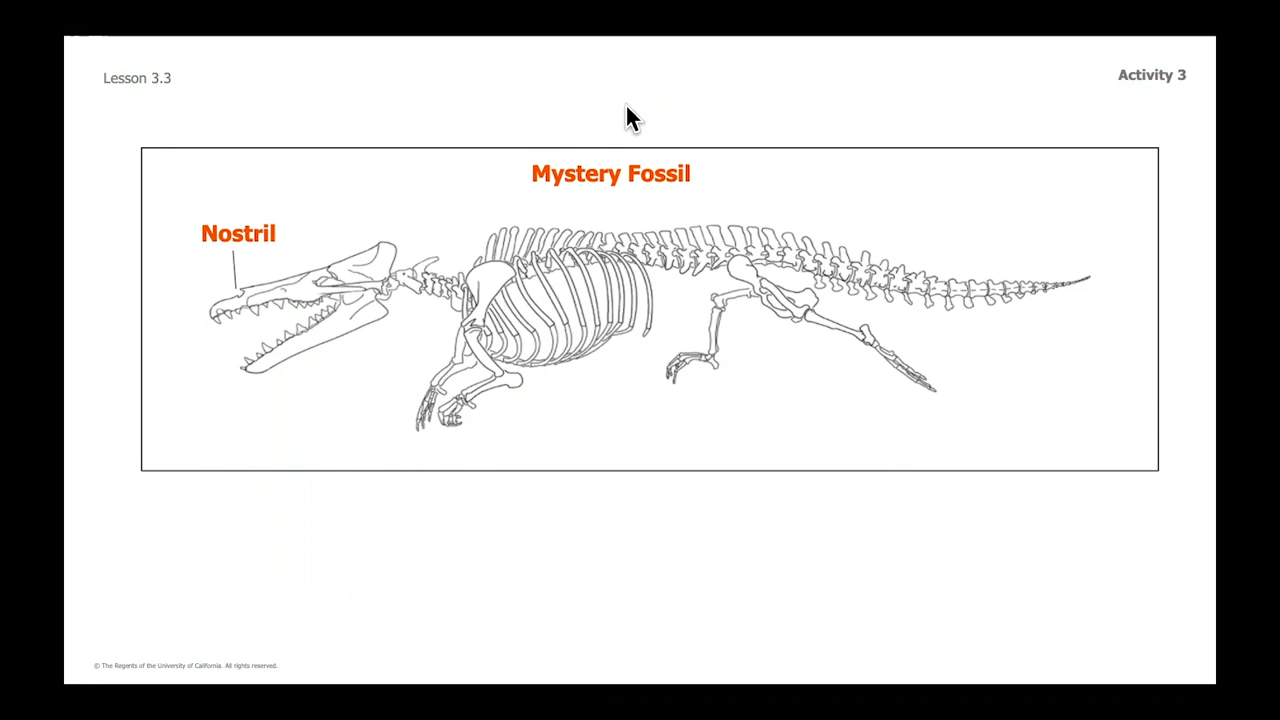 Lesson 3.3
Activity 3
Mystery Fossil
Nostril
© The Regents of the University of California. All rights reserved.